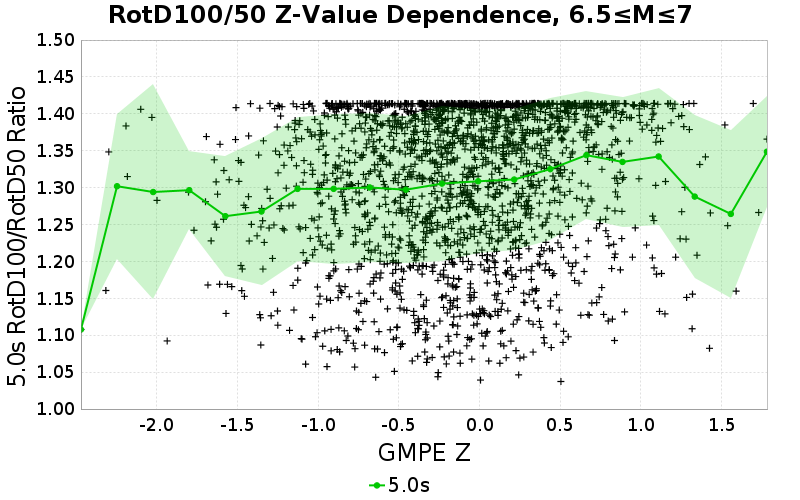 RotD100/50 Z-Value Dependence, 6.5≤M≤7
1.50
1.45
1.40
1.35
1.30
1.25
1.20
1.15
1.10
1.05
1.00
5.0s RotD100/RotD50 Ratio
-2.0 -1.5 -1.0 -0.5 0.0 0.5 1.0 1.5
GMPE Z
5.0s